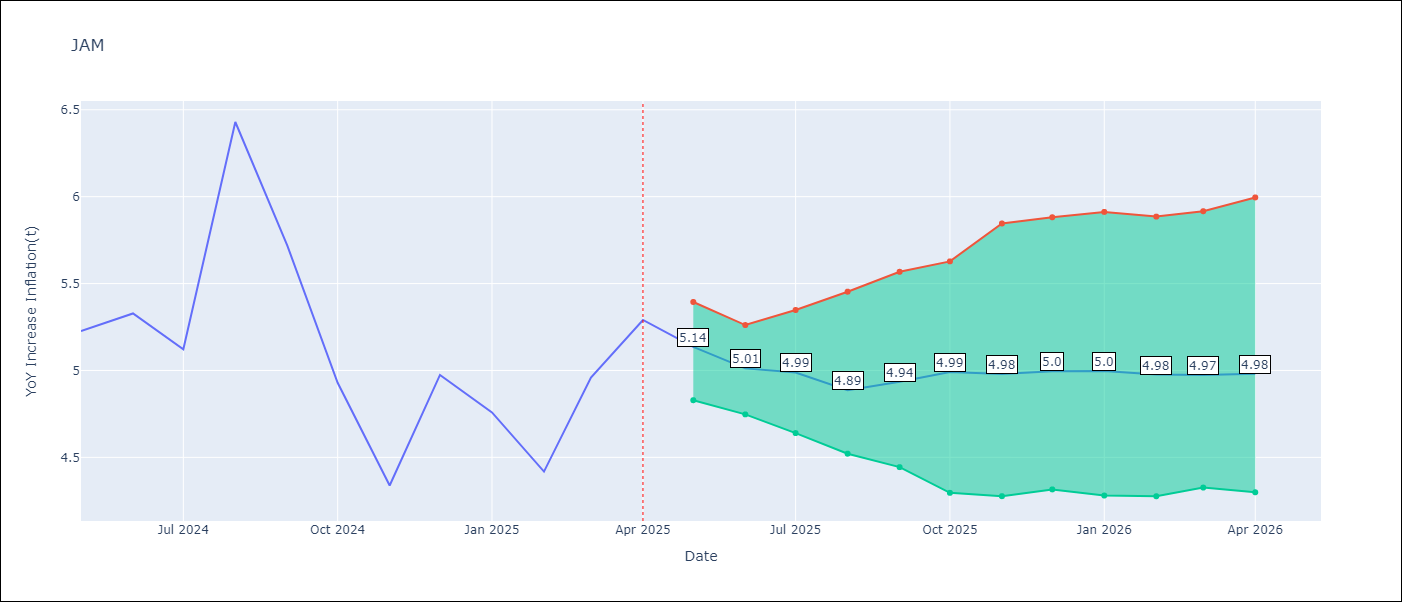 JAM
YoY Increase Inflation(t)
6.5
6
5.5
5
4.5
5.14
5.01
4.99
4.89
4.94
4.99
4.98
5.0
5.0
4.98
4.97
4.98
Jul 2024
Oct 2024
Jan 2025
Apr 2025
Jul 2025
Oct 2025
Jan 2026
Apr 2026
Date